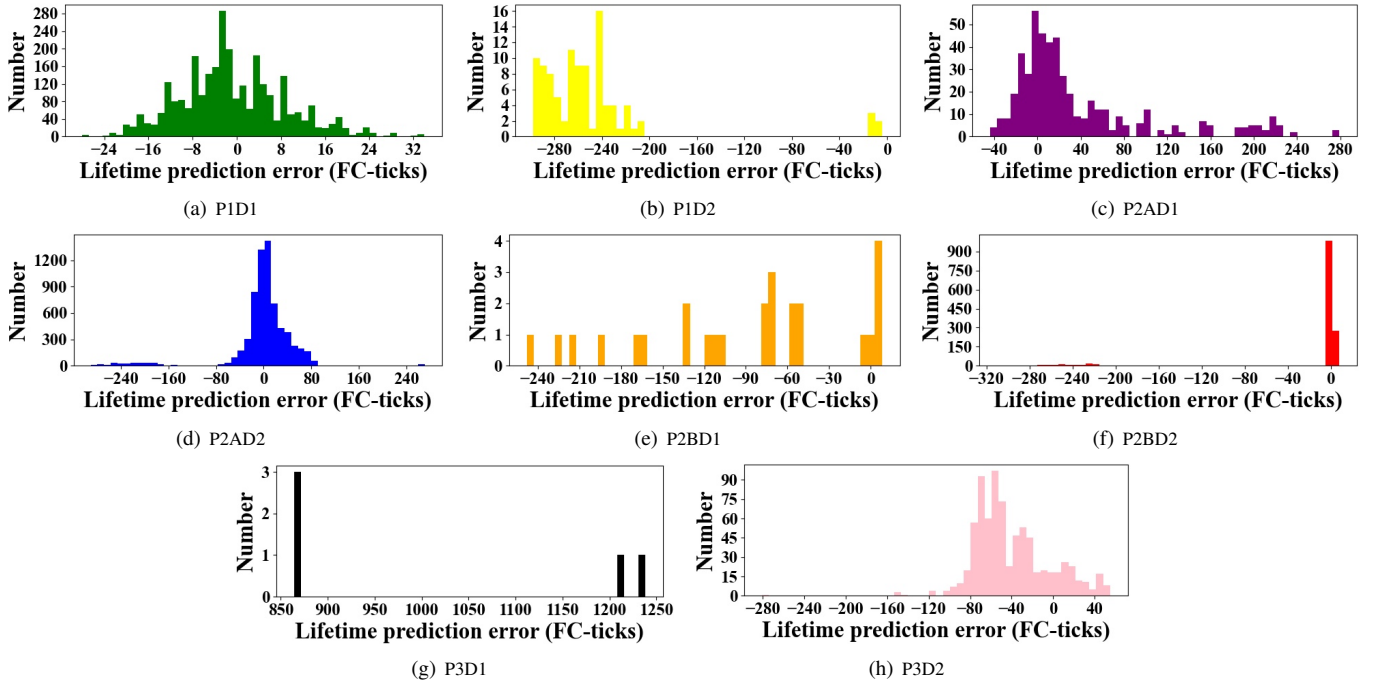 280
240
200
160
120
80
40
0
Number
−24 −16 −8 0 8 16 24 32
Lifetime prediction error (FC-ticks)
(a) P1D1
16
14
12
10
8
6
4
2
0
Number
−280 −240 −200 −160 −120 −80 −40 0
Lifetime prediction error (FC-ticks)
(b) P1D2
50
40
30
20
10
0
Number
−40 0 40 80 120 160 200 240 280
Lifetime prediction error (FC-ticks)
(c) P2AD1
1200
900
600
300
0
Number
−240 −160 −80 0 80 160 240
Lifetime prediction error (FC-ticks)
(d) P2AD2
4
3
2
1
0
Number
−240 −210 −180 −150 −120 −90 −60 −30 0
Lifetime prediction error (FC-ticks)
(e) P2BD1
900
750
600
450
300
150
0
Number
−320 −280 −240 −200 −160 −120 −80 −40 0
Lifetime prediction error (FC-ticks)
(f) P2BD2
3
2
1
0
Number
850 900 950 1000 1050 1100 1150 1200 1250
Lifetime prediction error (FC-ticks)
(g) P3D1
90
75
60
45
30
15
0
Number
−280 −240 −200 −160 −120 −80 −40 0 40
Lifetime prediction error (FC-ticks)
(h) P3D2